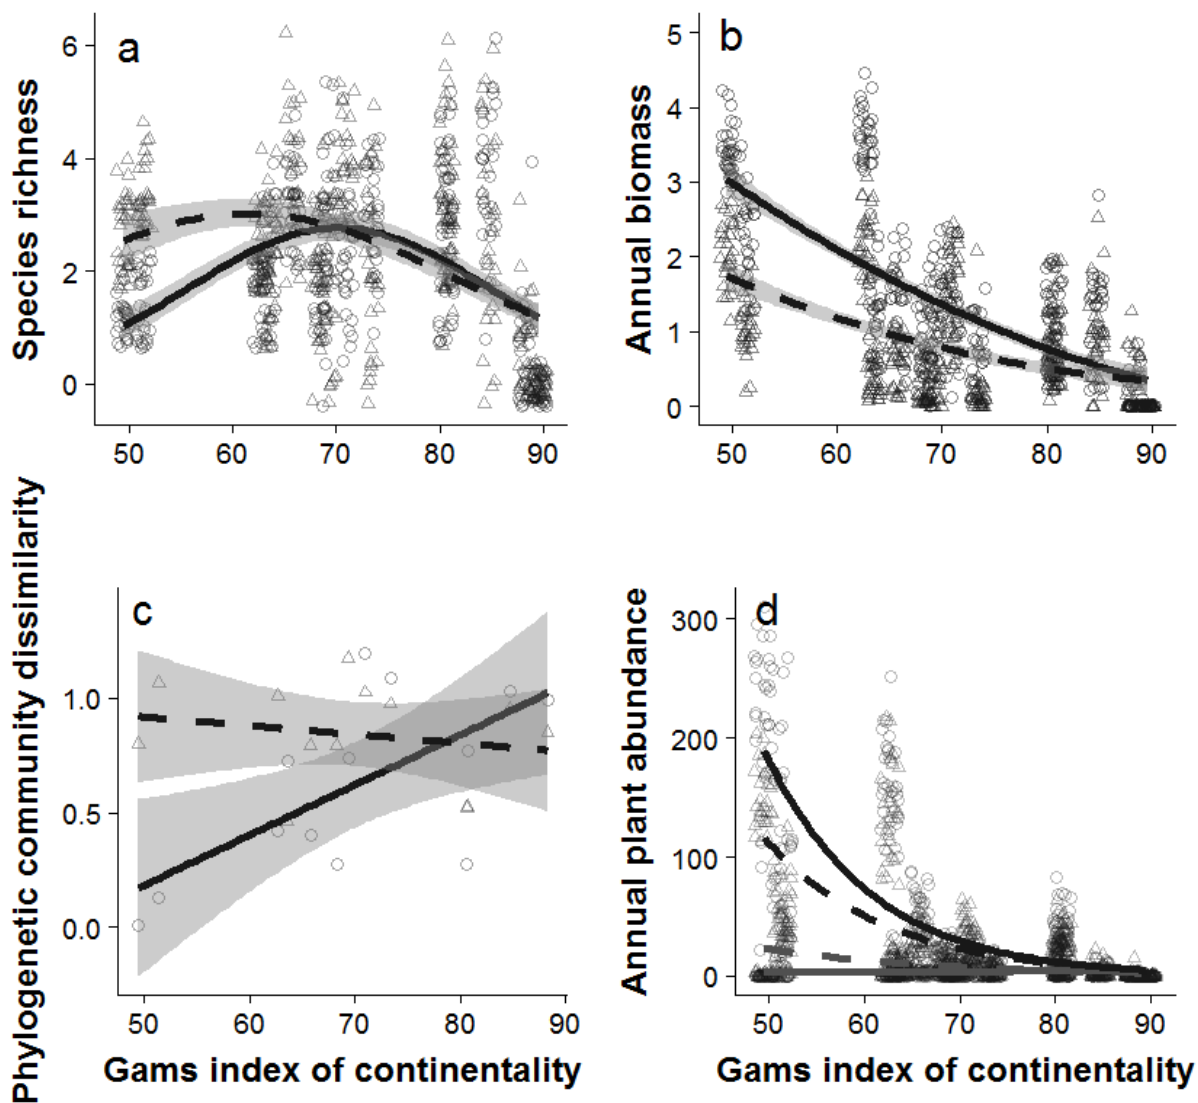 a
Species richness
6
4
2
0
50 60 70 80 90
b
Annual biomass
5
4
3
2
1
0
50 60 70 80 90
c
Phylogenetic community dissimilarity
1.0
0.5
0.0
50 60 70 80 90
Gams index of continentality
d
Annual plant abundance
300
200
100
0
50 60 70 80 90
Gams index of continentality